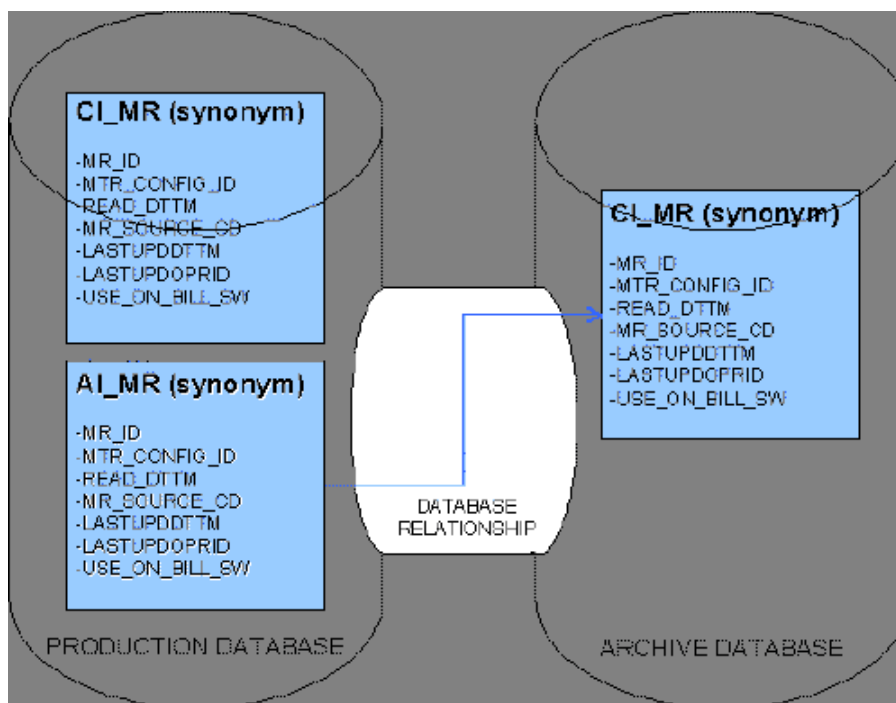 CI_MR (synonym)
-MR_ID
-MTR_CONFIG_ID
-READ_DTTM
-MR_SOURCE_CD
-LASTUPDDTTM
-LASTUPDOPRID
-USE_ON_BILL_SW
AI_MR (synonym)
-MR_ID
-MTR_CONFIG_ID
-READ_DTTM
-MR_SOURCE_CD
-LASTUPDDTTM
-LASTUPDOPRID
-USE_ON_BILL_SW
PRODUCTION DATABASE
DATABASE
RELATIONSHIP
CI_MR (synonym)
-MR_ID
-MTR_CONFIG_ID
-READ_DTTM
-MR_SOURCE_CD
-LASTUPDDTTM
-LASTUPDOPRID
-USE_ON_BILL_SW
ARCHIVE DATABASE